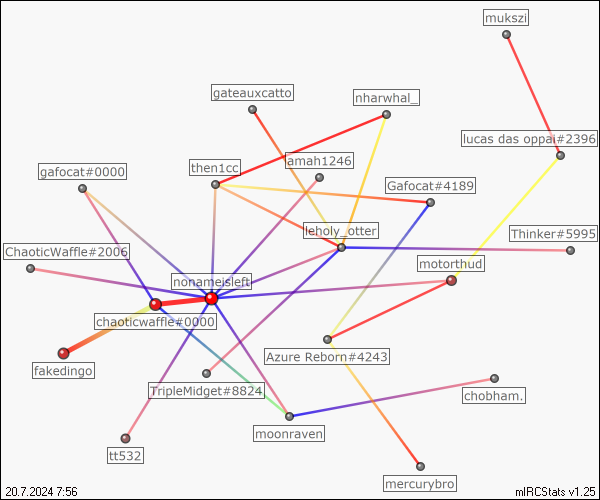 mukszi
gateauxcatto
nharwhal_
lucas das oppai#2396
amah1246
then1cc
gafocat#0000
Gafocat#4189
leholy_otter
Thinker#5995
ChaoticWaffle#2006
motorthud
nonameisleft
chaoticwaffle#0000
Azure Reborn#4243
fakedingo
TripleMidget#8824
chobham.
moonraven
tt532
mercurybro
20.7.2024 7:56
mIRCStats v1.25